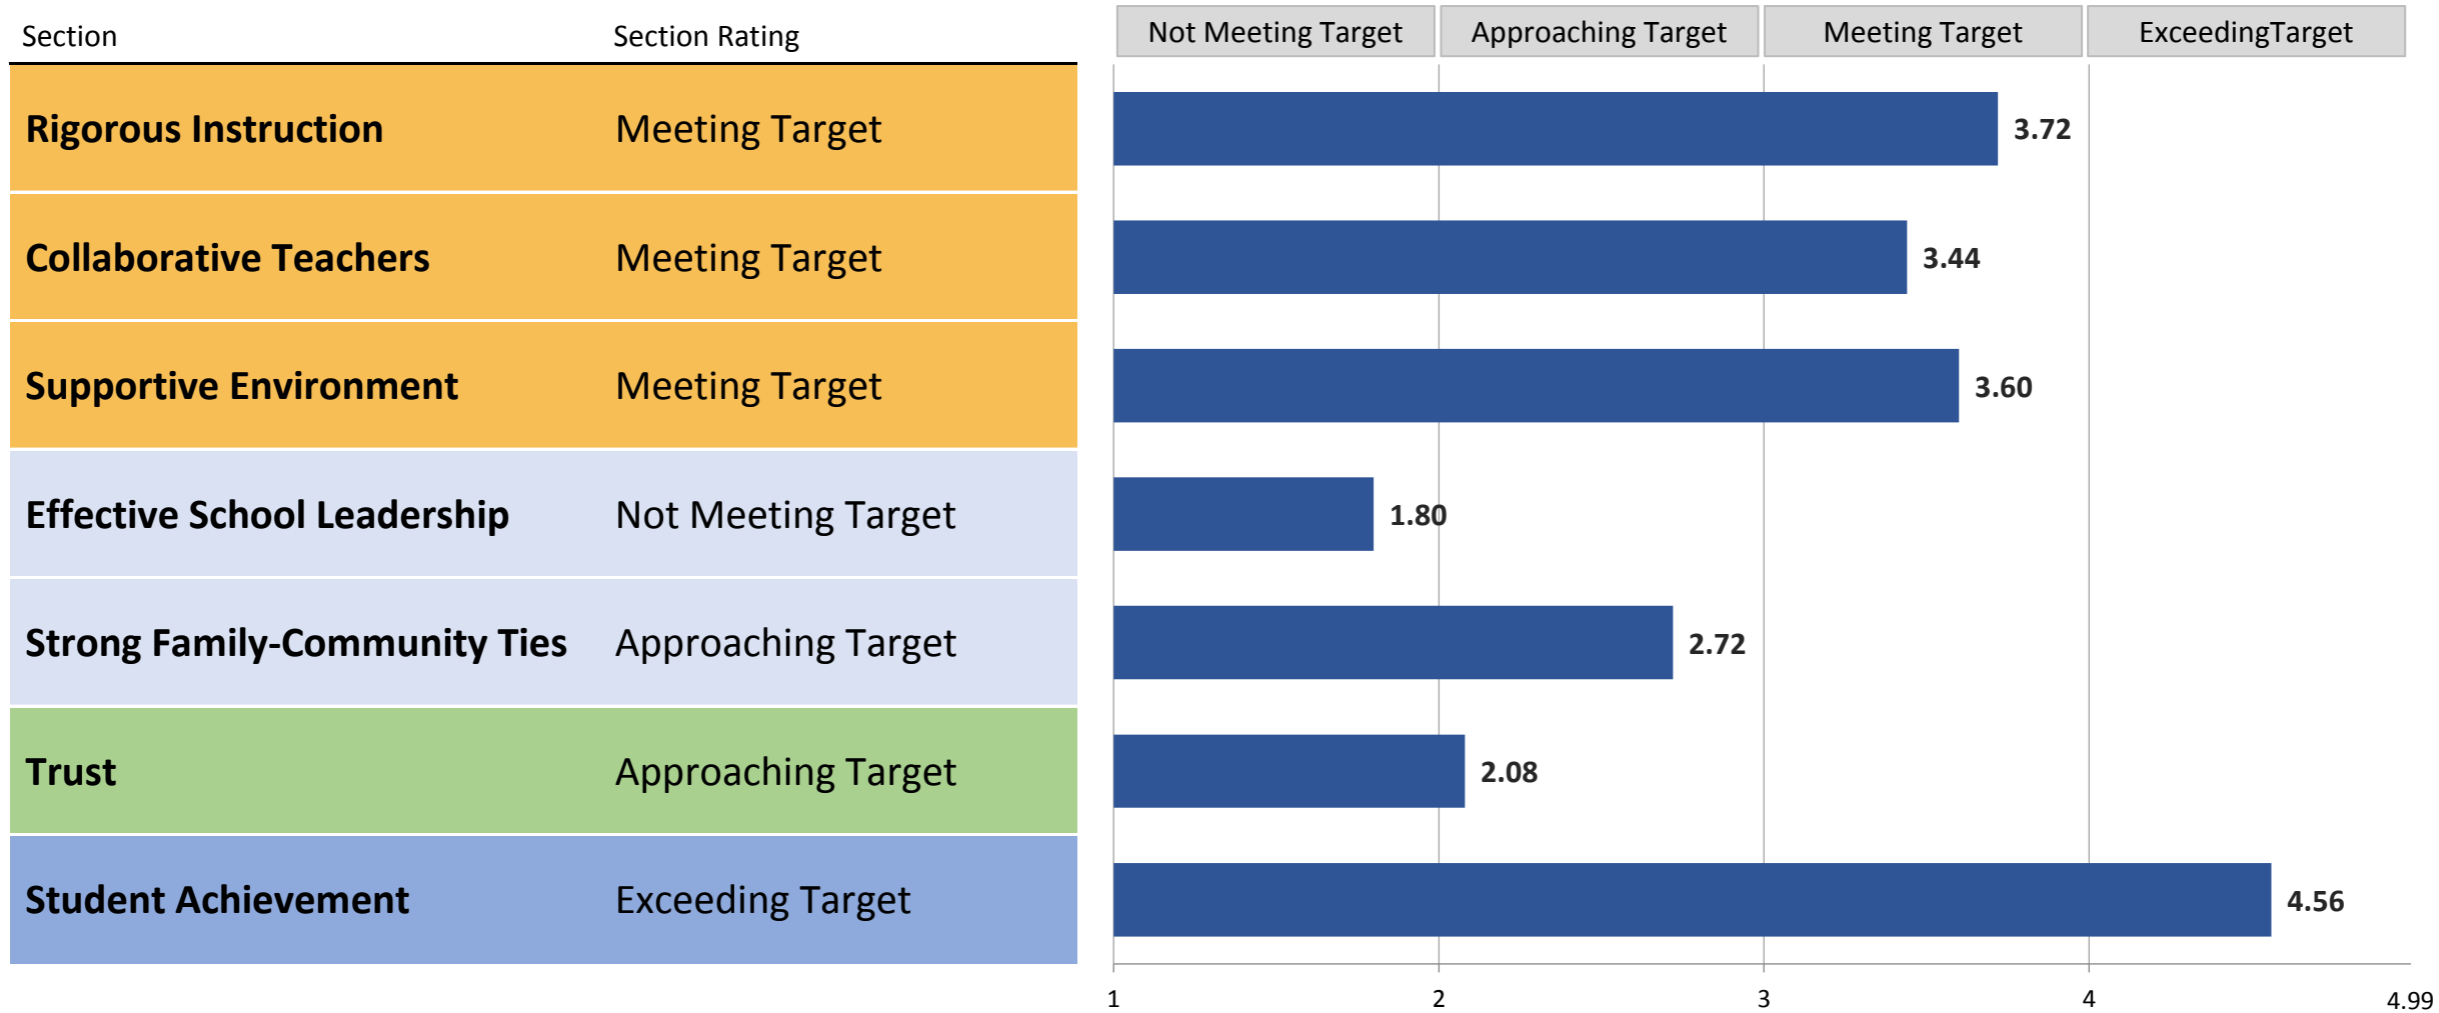 Section Section Rating Not Meeting Target Approaching Target Meeting Target ExceedingTarget
Rigorous Instruction Meeting Target 3.72
Collaborative Teachers Meeting Target 3.44
Supportive Environment Meeting Target 3.60
Effective School Leadership Not Meeting Target 1.80
Strong Family-Community Ties Approaching Target 2.72
Trust Approaching Target 2.08
Student Achievement Exceeding Target 4.56
1 2 3 4 4.99